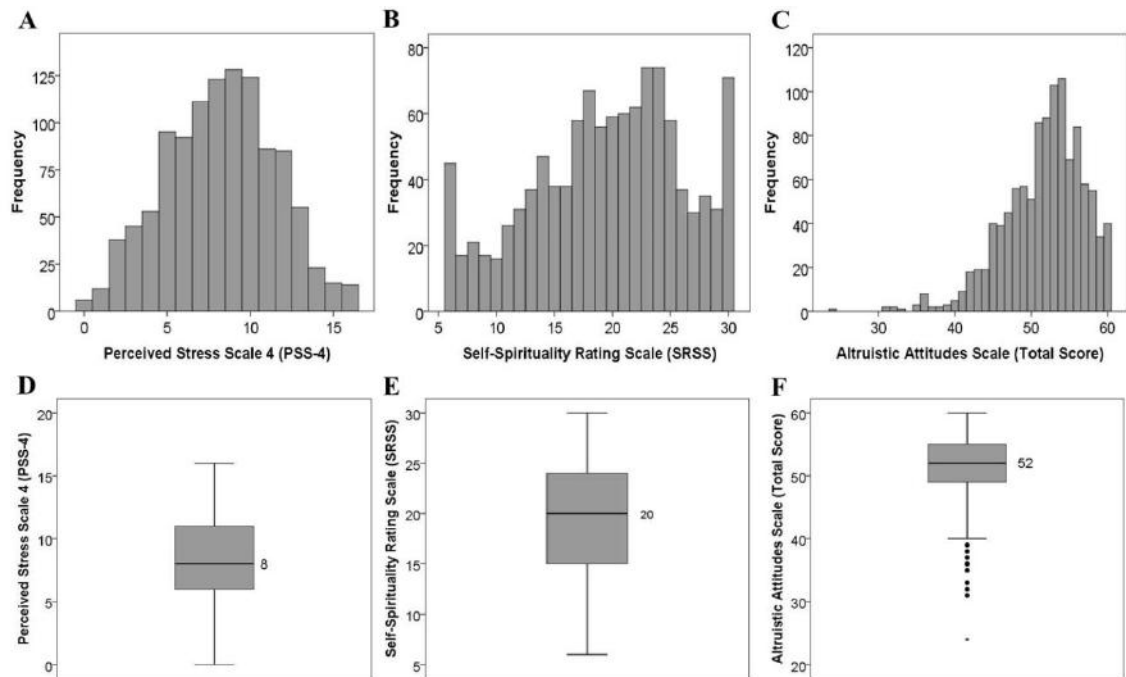 A
Frequency
125
100
75
50
25
0
0 5 10 15
Perceived Stress Scale 4 (PSS-4)
B
Frequency
80
60
40
20
0
5 10 15 20 25 30
Self-Spirituality Rating Scale (SRSS)
C
Frequency
120
100
80
60
40
20
0
30 40 50 60
Altruistic Attitudes Scale (Total Score)
D
Perceived Stress Scale 4 (PSS-4)
20
15
10
5
0
8
E
Self-Spirituality Rating Scale (SRSS)
30
25
20
15
10
5
20
F
Altruistic Attitudes Scale (Total Score)
60
50
40
30
20
52